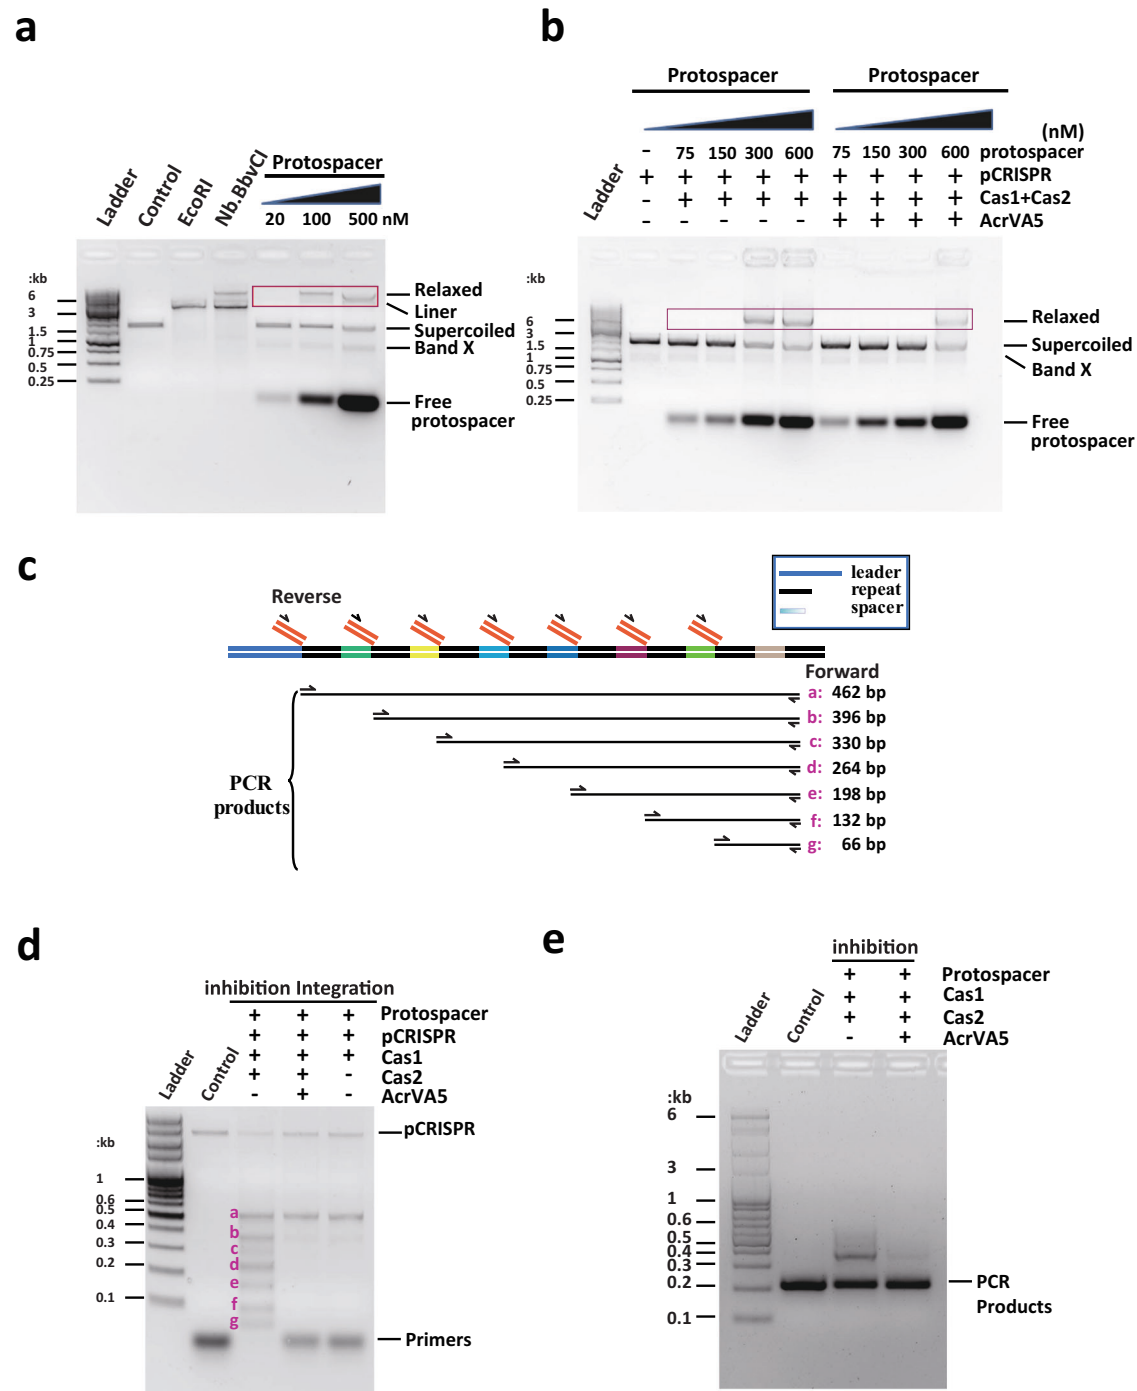 a
Ladder
Control
EcoRI
Nb.BbvCI
Protospacer
20 100 500 nM
:kb
6
3
1.5
1
0.75
0.5
0.25
Relaxed
Liner
Supercoiled
Band X
Free
protospacer
b
Protospacer Protospacer
(nM)
- 75 150 300 600 75 150 300 600 protospacer
+ + + + + + + + + pCRISPR
- + + + + + + + + Cas1+Cas2
- - - - - + + + + AcrVA5
Ladder
:kb
6
3
1.5
1
0.75
0.5
0.25
Relaxed
Supercoiled
Band X
Free
protospacer
c
leader
repeat
spacer
Reverse
Forward
a: 462 bp
b: 396 bp
c: 330 bp
d: 264 bp
e: 198 bp
f: 132 bp
g: 66 bp
PCR
products
d
inhibition Integration
+ + + Protospacer
+ + + pCRISPR
+ + + Cas1
+ + - Cas2
- + - AcrVA5
Ladder
Control
:kb
1
0.6
0.5
0.4
0.3
0.2
0.1
a
b
c
d
e
f
g
pCRISPR
Primers
e
inhibition
+ + Protospacer
+ + Cas1
+ + Cas2
- + AcrVA5
Ladder
Control
:kb
6
3
1
0.6
0.5
0.4
0.3
0.2
0.1
PCR
Products